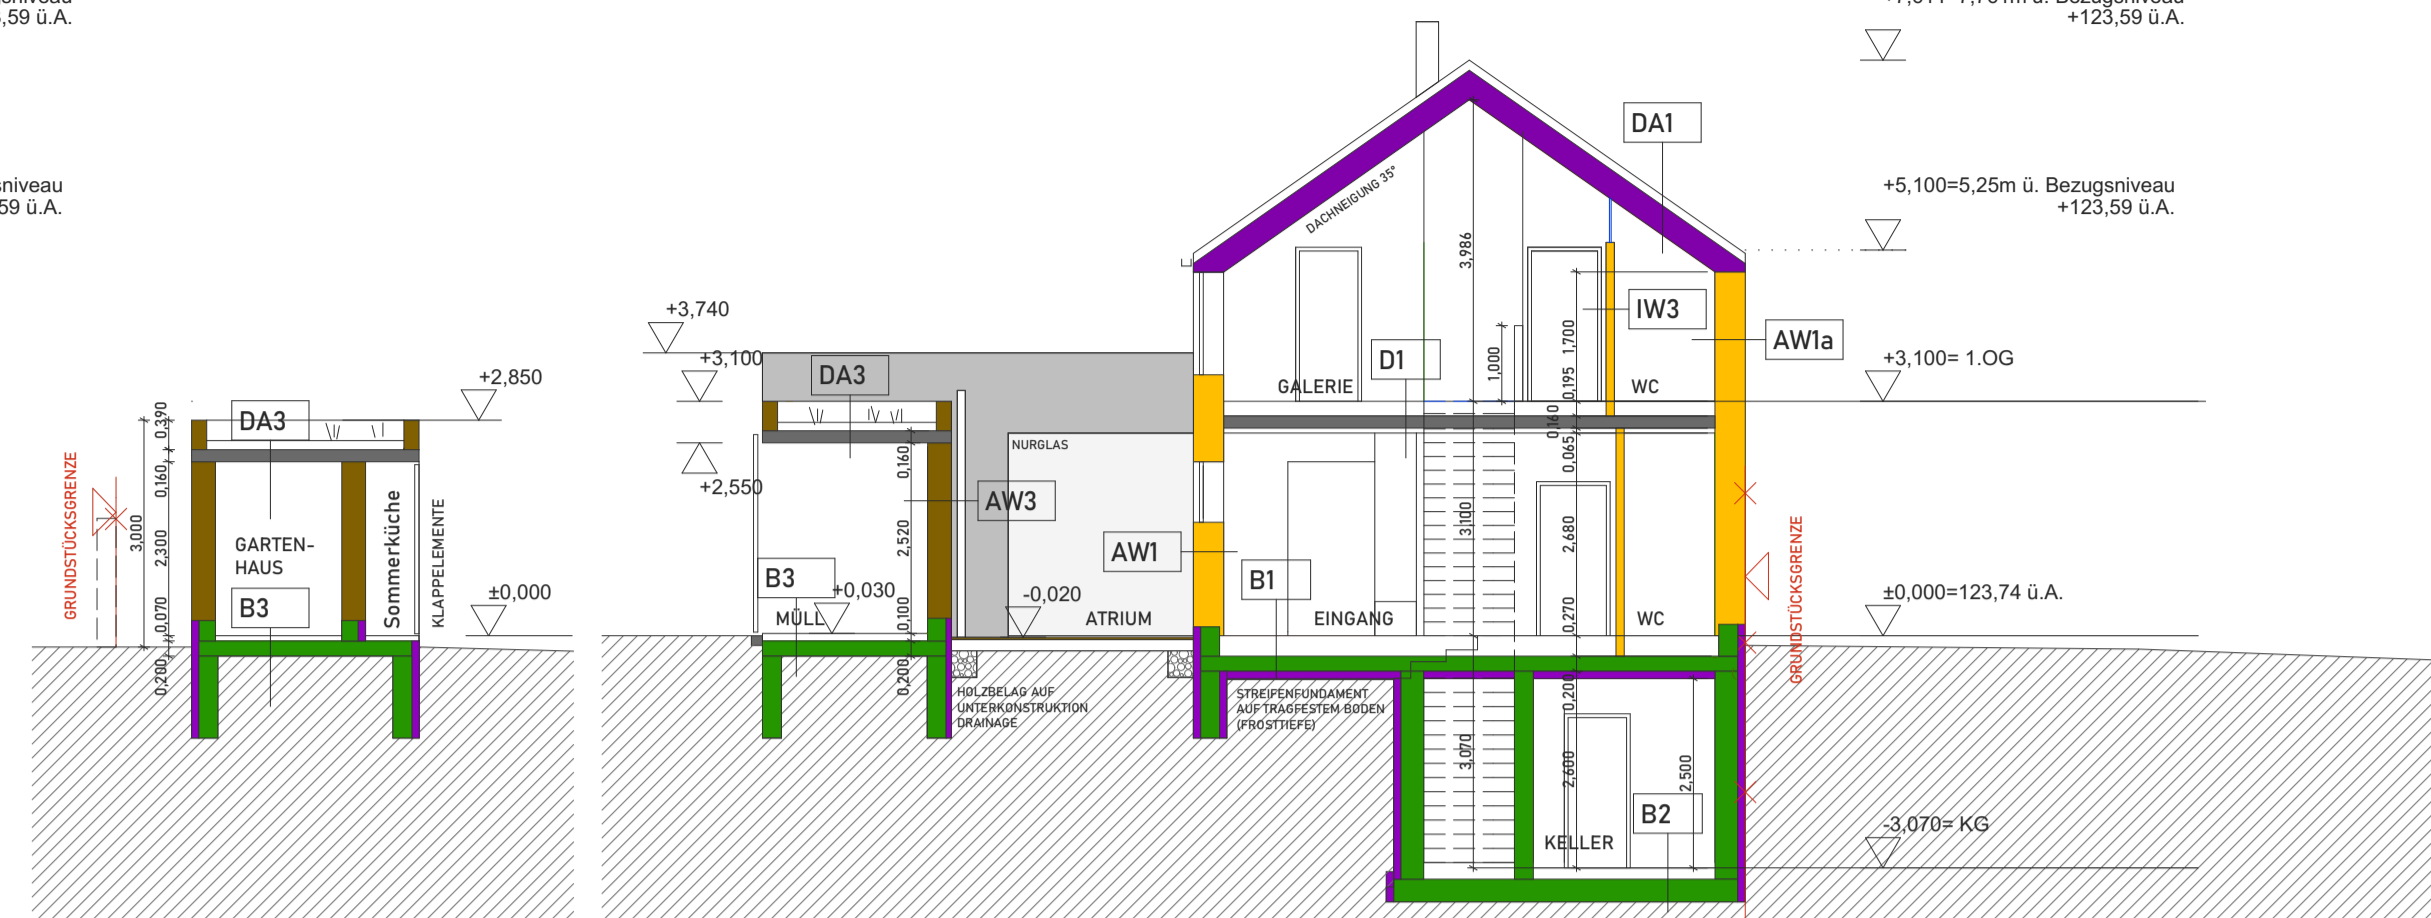 ,59 ü.A.
+123,59 ü.A.
sniveau
59 ü.A.
DA1
+5,100=5,25m ü. Bezugsniveau
+123,59 ü.A.
DACHNEIGUNG 35°
3,986
+3,740
+3,100
DA3
D1
1,000
1,700
IW3
AW1a
+3,100= 1.OG
GALERIE
0,195
WC
+2,850
0,390
DA3
NURGLAS
0,160
0,065
0,160
0,160
+2,550
GRUNDSTÜCKSGRENZE
3,000
2,300
GARTEN-
HAUS
Sommerküche
KLAPPELEMENTE
AW3
2,520
AW1
3,100
2,680
GRUNDSTÜCKSGRENZE
B3
±0,000
B3
+0,030
-0,020
B1
±0,000=123,74 ü.A.
0,070
MÜLL
0,100
ATRIUM
EINGANG
0,270
WC
0,200
0,200
HOLZBELAG AUF
UNTERKONSTRUKTION
DRAINAGE
STREIFENFUNDAMENT
AUF TRAGFESTEM BODEN
(FROSTTIEFE)
0,200
3,070
2,600
2,500
B2
KELLER
-3,070= KG